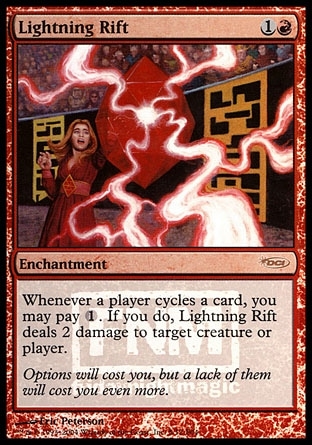 Lightning Rift 1
Enchantment
DCI
Whenever a player cycles a card, you
may pay 1. If you do, Lightning Rift
deals 2 damage to target creature or
player.
FNM
Options will cost you, but a lack of them
will cost you even more.
magic
Eric Peterson